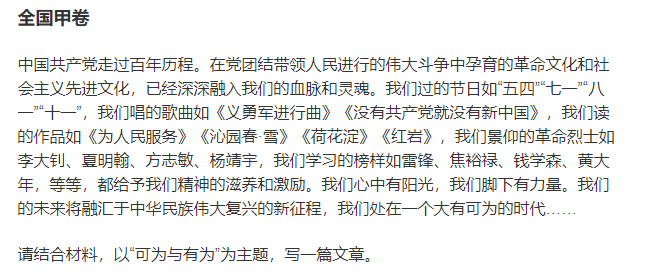 全国甲卷
中国共产党走过百年历程。在党团结带领人民进行的伟大斗争中孕育的革命文化和社
会主义先进文化，已经深深融入我们的血脉和灵魂。我们过的节日如“五四”“七一”“八
一”“十一”，我们唱的歌曲如《义勇军进行曲》《没有共产党就没有新中国》，我们读
的作品如《为人民服务》《沁园春·雪》《荷花淀》《红岩》，我们景仰的革命烈士如
李大钊、夏明翰、方志敏、杨靖宇，我们学习的榜样如雷锋、焦裕禄、钱学森、黄大
年，等等，都给予我们精神的滋养和激励。我们心中有阳光，我们脚下有力量。我们
的未来将融汇于中华民族伟大复兴的新征程，我们处在一个大有可为的时代……
请结合材料，以“可为与有为”为主题，写一篇文章。